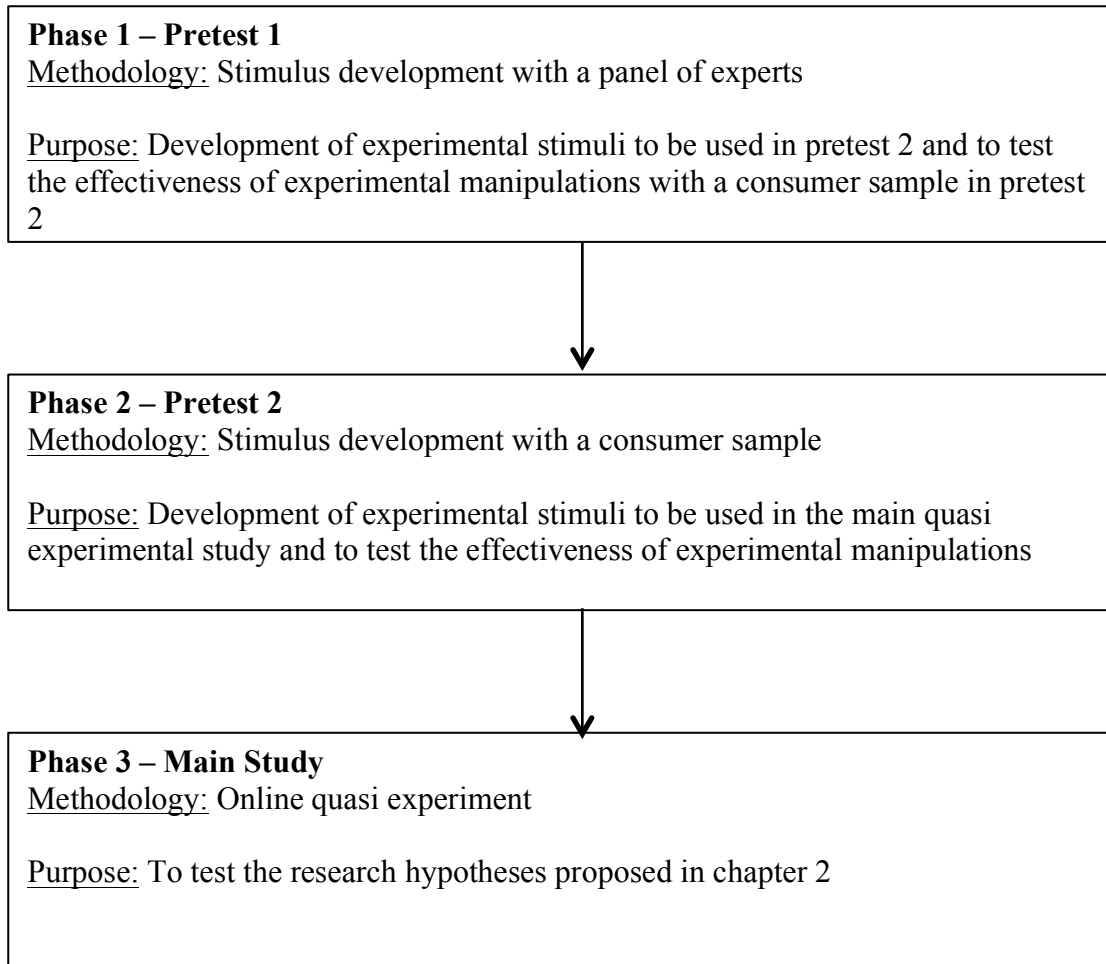 Phase 1 – Pretest 1
Methodology: Stimulus development with a panel of experts
Purpose: Development of experimental stimuli to be used in pretest 2 and to test
the effectiveness of experimental manipulations with a consumer sample in pretest
2
Phase 2 – Pretest 2
Methodology: Stimulus development with a consumer sample
Purpose: Development of experimental stimuli to be used in the main quasi
experimental study and to test the effectiveness of experimental manipulations
Phase 3 – Main Study
Methodology: Online quasi experiment
Purpose: To test the research hypotheses proposed in chapter 2